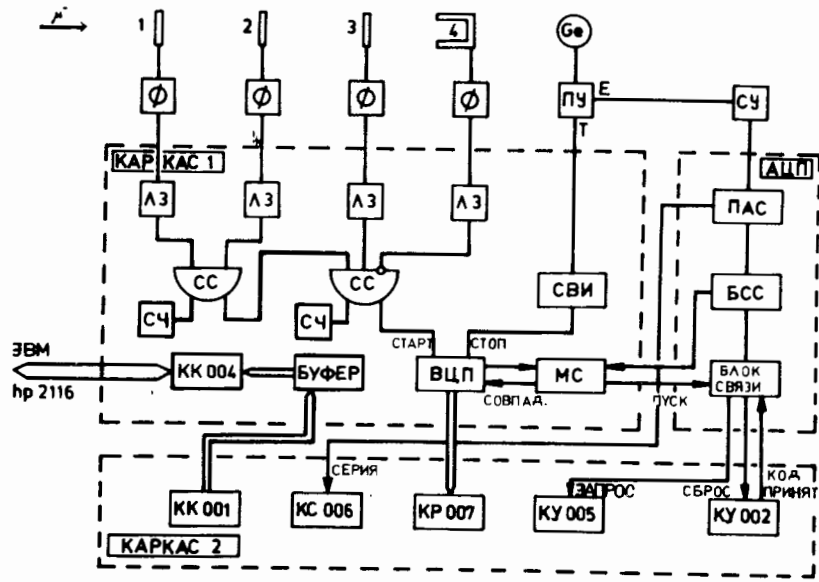 μ⁻
1 2 3 4 Ge
Ф Ф Ф Ф ПУ E СУ
T
КАРКАС 1 АЦП
ЛЗ ЛЗ ЛЗ ЛЗ ПАС
СС СС СВИ БСС
СЧ СЧ
СТАРТ СТОП
ЭВМ
hp 2116
КК 004 БУФЕР ВЦП МС БЛОК
СВЯЗИ
СОВПАД. ПУСК
СЕРИЯ ЗАПРОС СБРОС КОД
ПРИНЯТ
КК 001 КС 006 КР 007 КУ 005 КУ 002
КАРКАС 2